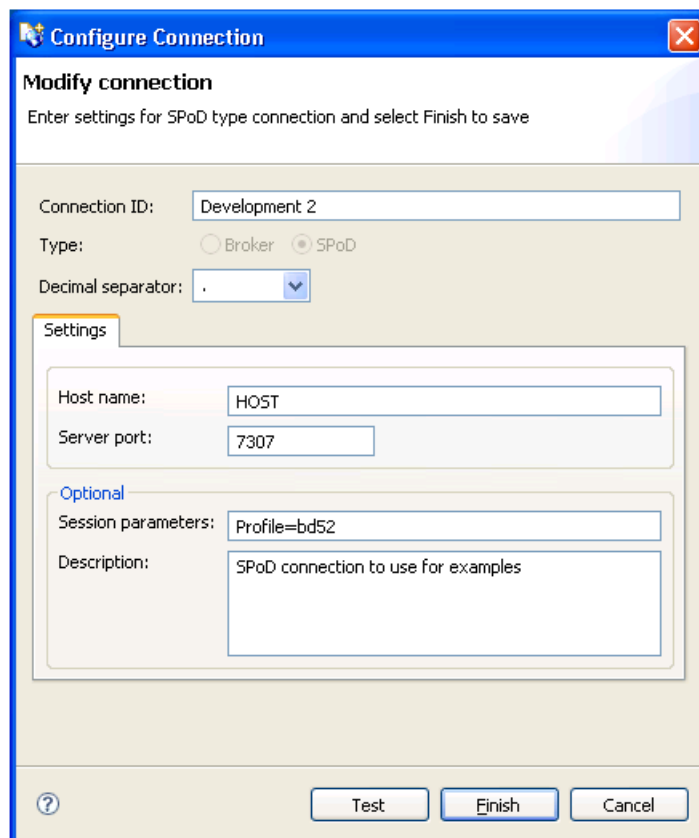 Configure Connection
Modify connection
Enter settings for SPoD type connection and select Finish to save
Connection ID: Development 2
Type: Broker SPoD
Decimal separator: .
Settings
Host name: HOST
Server port: 7307
Optional
Session parameters: Profile=bd52
Description: SPoD connection to use for examples
? Test Finish Cancel